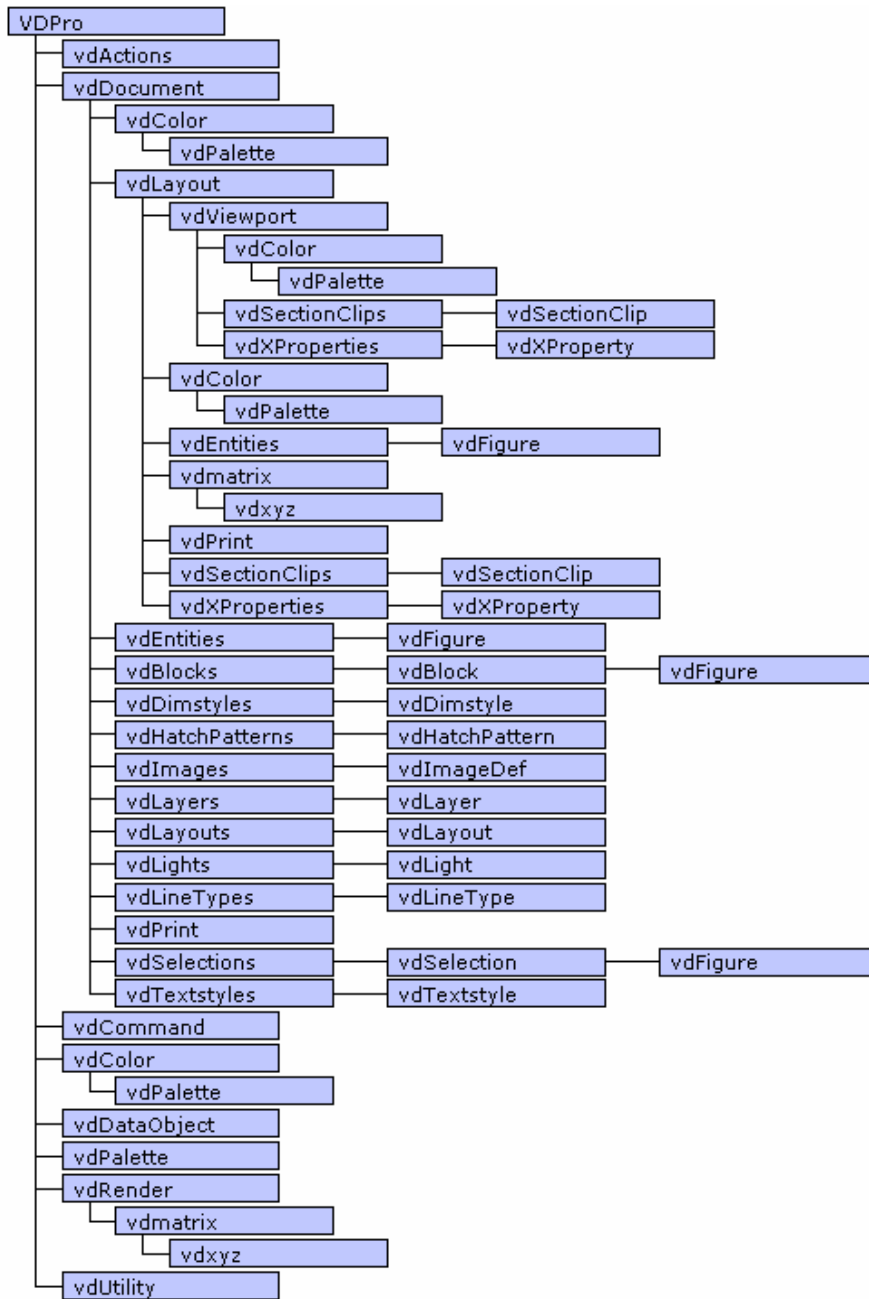 VDPro
vdActions
vdDocument
vdColor
vdPalette
vdLayout
vdViewport
vdColor
vdPalette
vdSectionClips vdSectionClip
vdXProperties vdXProperty
vdColor
vdPalette
vdEntities vdFigure
vdmatrix
vdxyz
vdPrint
vdSectionClips vdSectionClip
vdXProperties vdXProperty
vdEntities vdFigure
vdBlocks vdBlock vdFigure
vdDimstyles vdDimstyle
vdHatchPatterns vdHatchPattern
vdImages vdImageDef
vdLayers vdLayer
vdLayouts vdLayout
vdLights vdLight
vdLineTypes vdLineType
vdPrint
vdSelections vdSelection vdFigure
vdTextstyles vdTextstyle
vdCommand
vdColor
vdPalette
vdDataObject
vdPalette
vdRender
vdmatrix
vdxyz
vdUtility